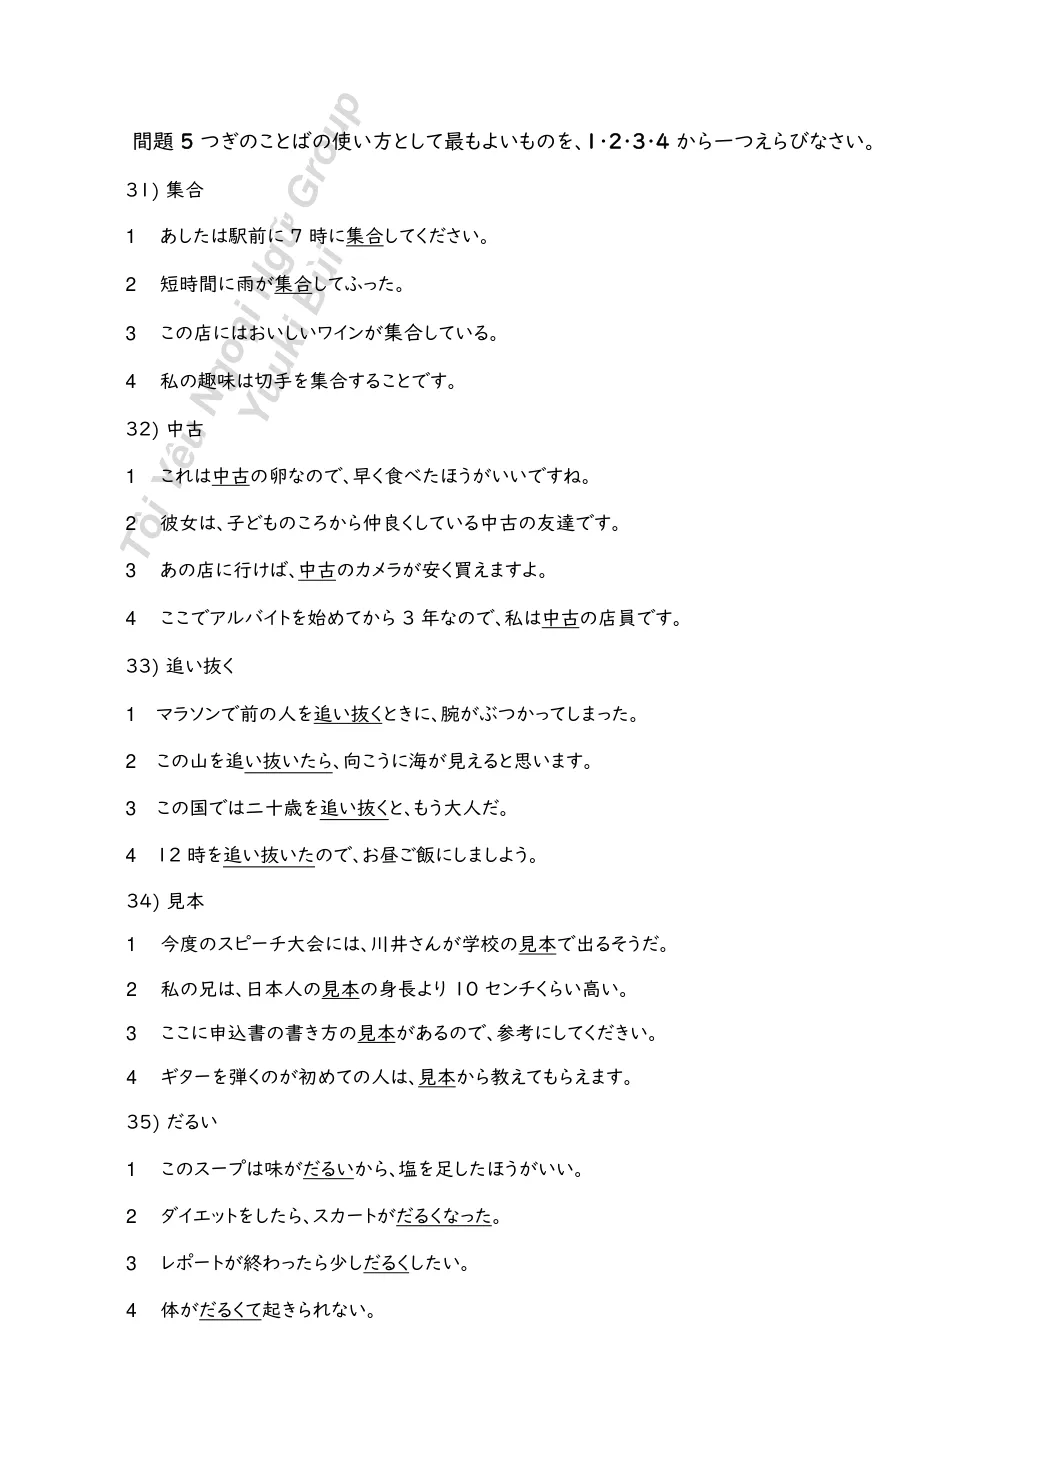 問題 5 つぎのことばの使い方として最もよいものを、1・2・3・4 から一つえらびなさい。
31) 集合
1 あしたは駅前に 7 時に集合してください。
2 短時間に雨が集合してふった。
3 この店にはおいしいワインが集合している。
4 私の趣味は切手を集合することです。
32) 中古
1 これは中古の卵なので、早く食べたほうがいいですね。
2 彼女は、子どものころから仲良くしている中古の友達です。
3 あの店に行けば、中古のカメラが安く買えますよ。
4 ここでアルバイトを始めてから 3 年なので、私は中古の店員です。
33) 追い抜く
1 マラソンで前の人を追い抜くときに、腕がぶつかってしまった。
2 この山を追い抜いたら、向こうに海が見えると思います。
3 この国では二十歳を追い抜くと、もう大人だ。
4 12 時を追い抜いたので、お昼ご飯にしましよう。
34) 見本
1 今度のスピーチ大会には、川井さんが学校の見本で出るそうだ。
2 私の兄は、日本人の見本の身長より 10 センチくらい高い。
3 ここに申込書の書き方の見本があるので、参考にしてくだきい。
4 ギターを弾くのが初めての人は、見本から教えてもらえます。
35) だるい
1 このスープは味がだるいから、塩を足したほうがいい。
2 ダイエットをしたら、スカートがだるくなった。
3 レポートが終わったら少しだるくしたい。
4 体がだるくて起きられない。
Tôi Yêu Ngoại Ngữ Group
Yuuki Bùi